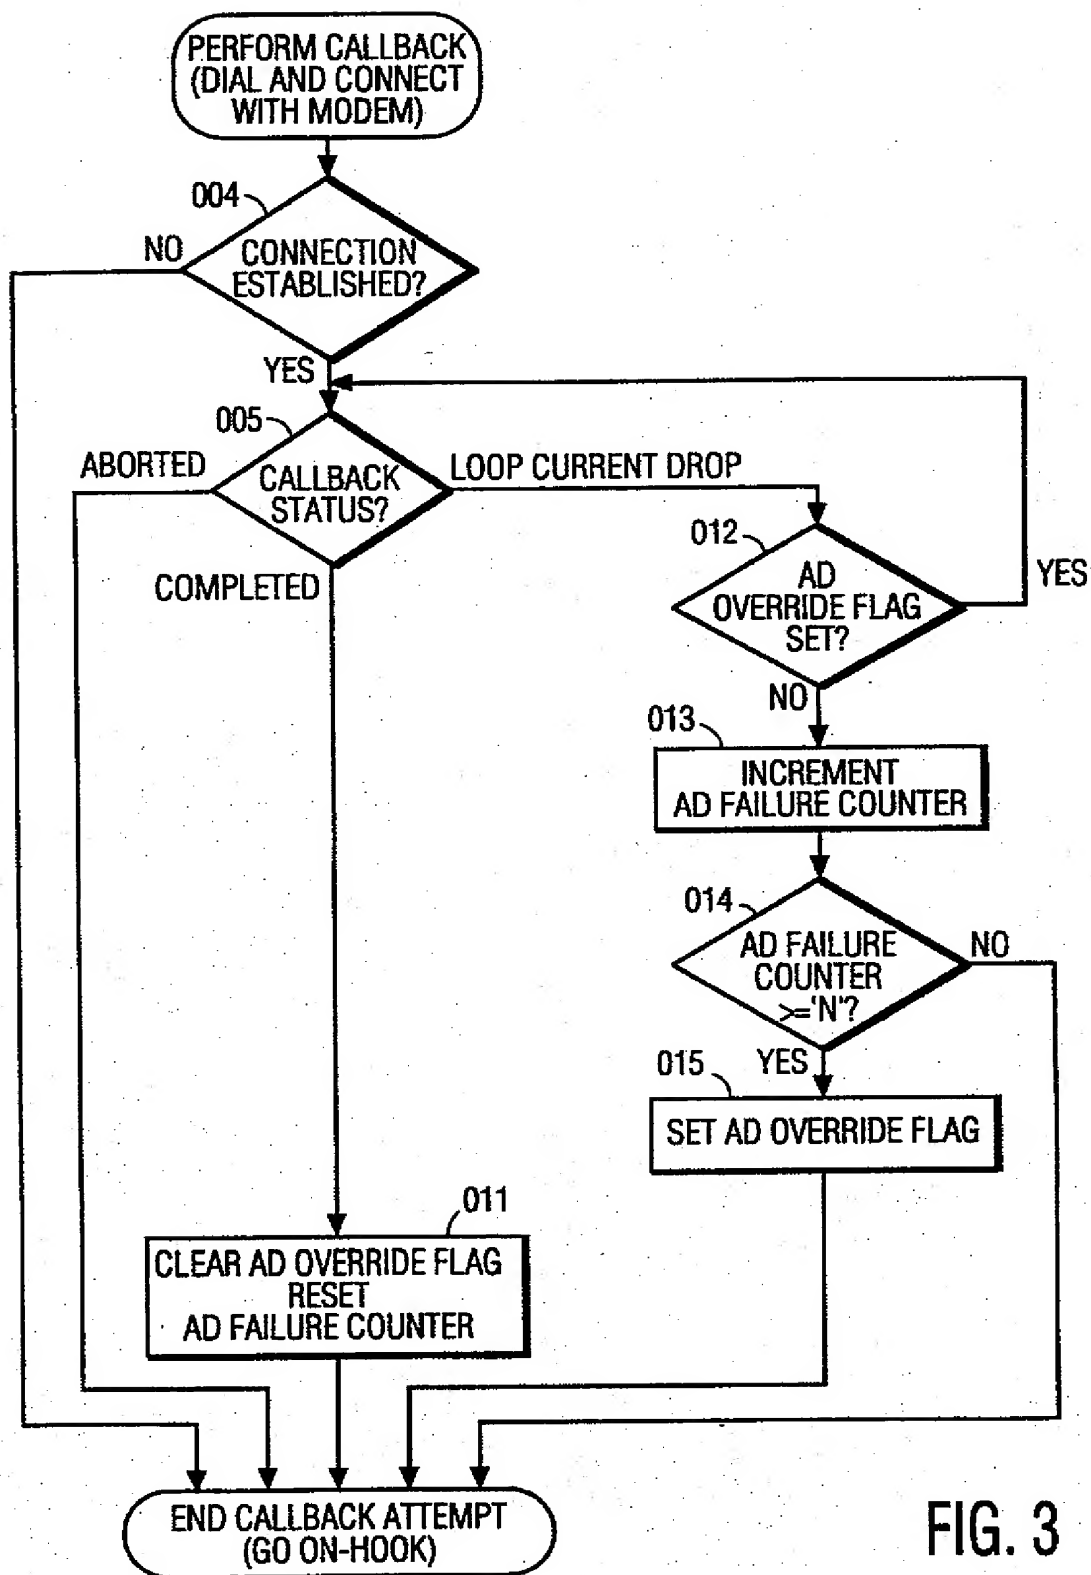 PERFORM CALLBACK
(DIAL AND CONNECT
WITH MODEM)
004
NO
CONNECTION
ESTABLISHED?
YES
005
ABORTED
CALLBACK
STATUS?
LOOP CURRENT DROP
COMPLETED
012
AD
OVERRIDE FLAG
SET?
YES
NO
013
INCREMENT
AD FAILURE COUNTER
014
AD FAILURE
COUNTER
>='N'?
NO
YES
015
SET AD OVERRIDE FLAG
011
CLEAR AD OVERRIDE FLAG
RESET
AD FAILURE COUNTER
END CALLBACK ATTEMPT
(GO ON-HOOK)
FIG. 3